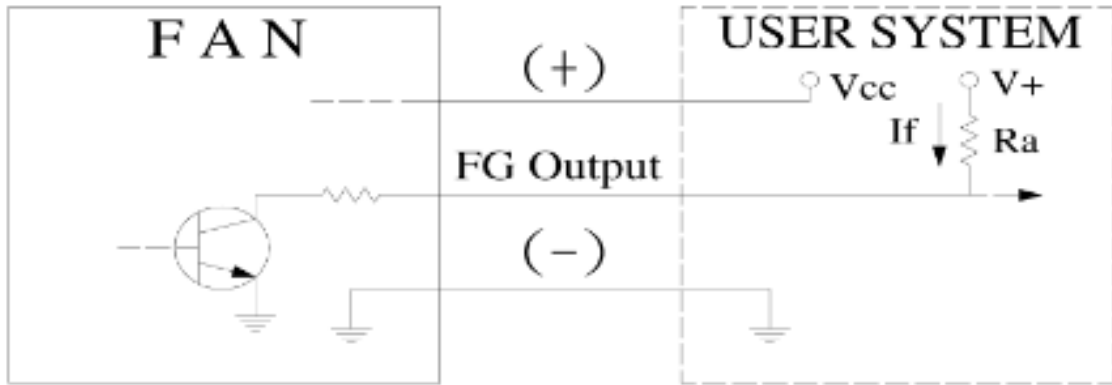 F A N
USER SYSTEM
(+)
Vcc
V+
If
Ra
FG Output
(−)